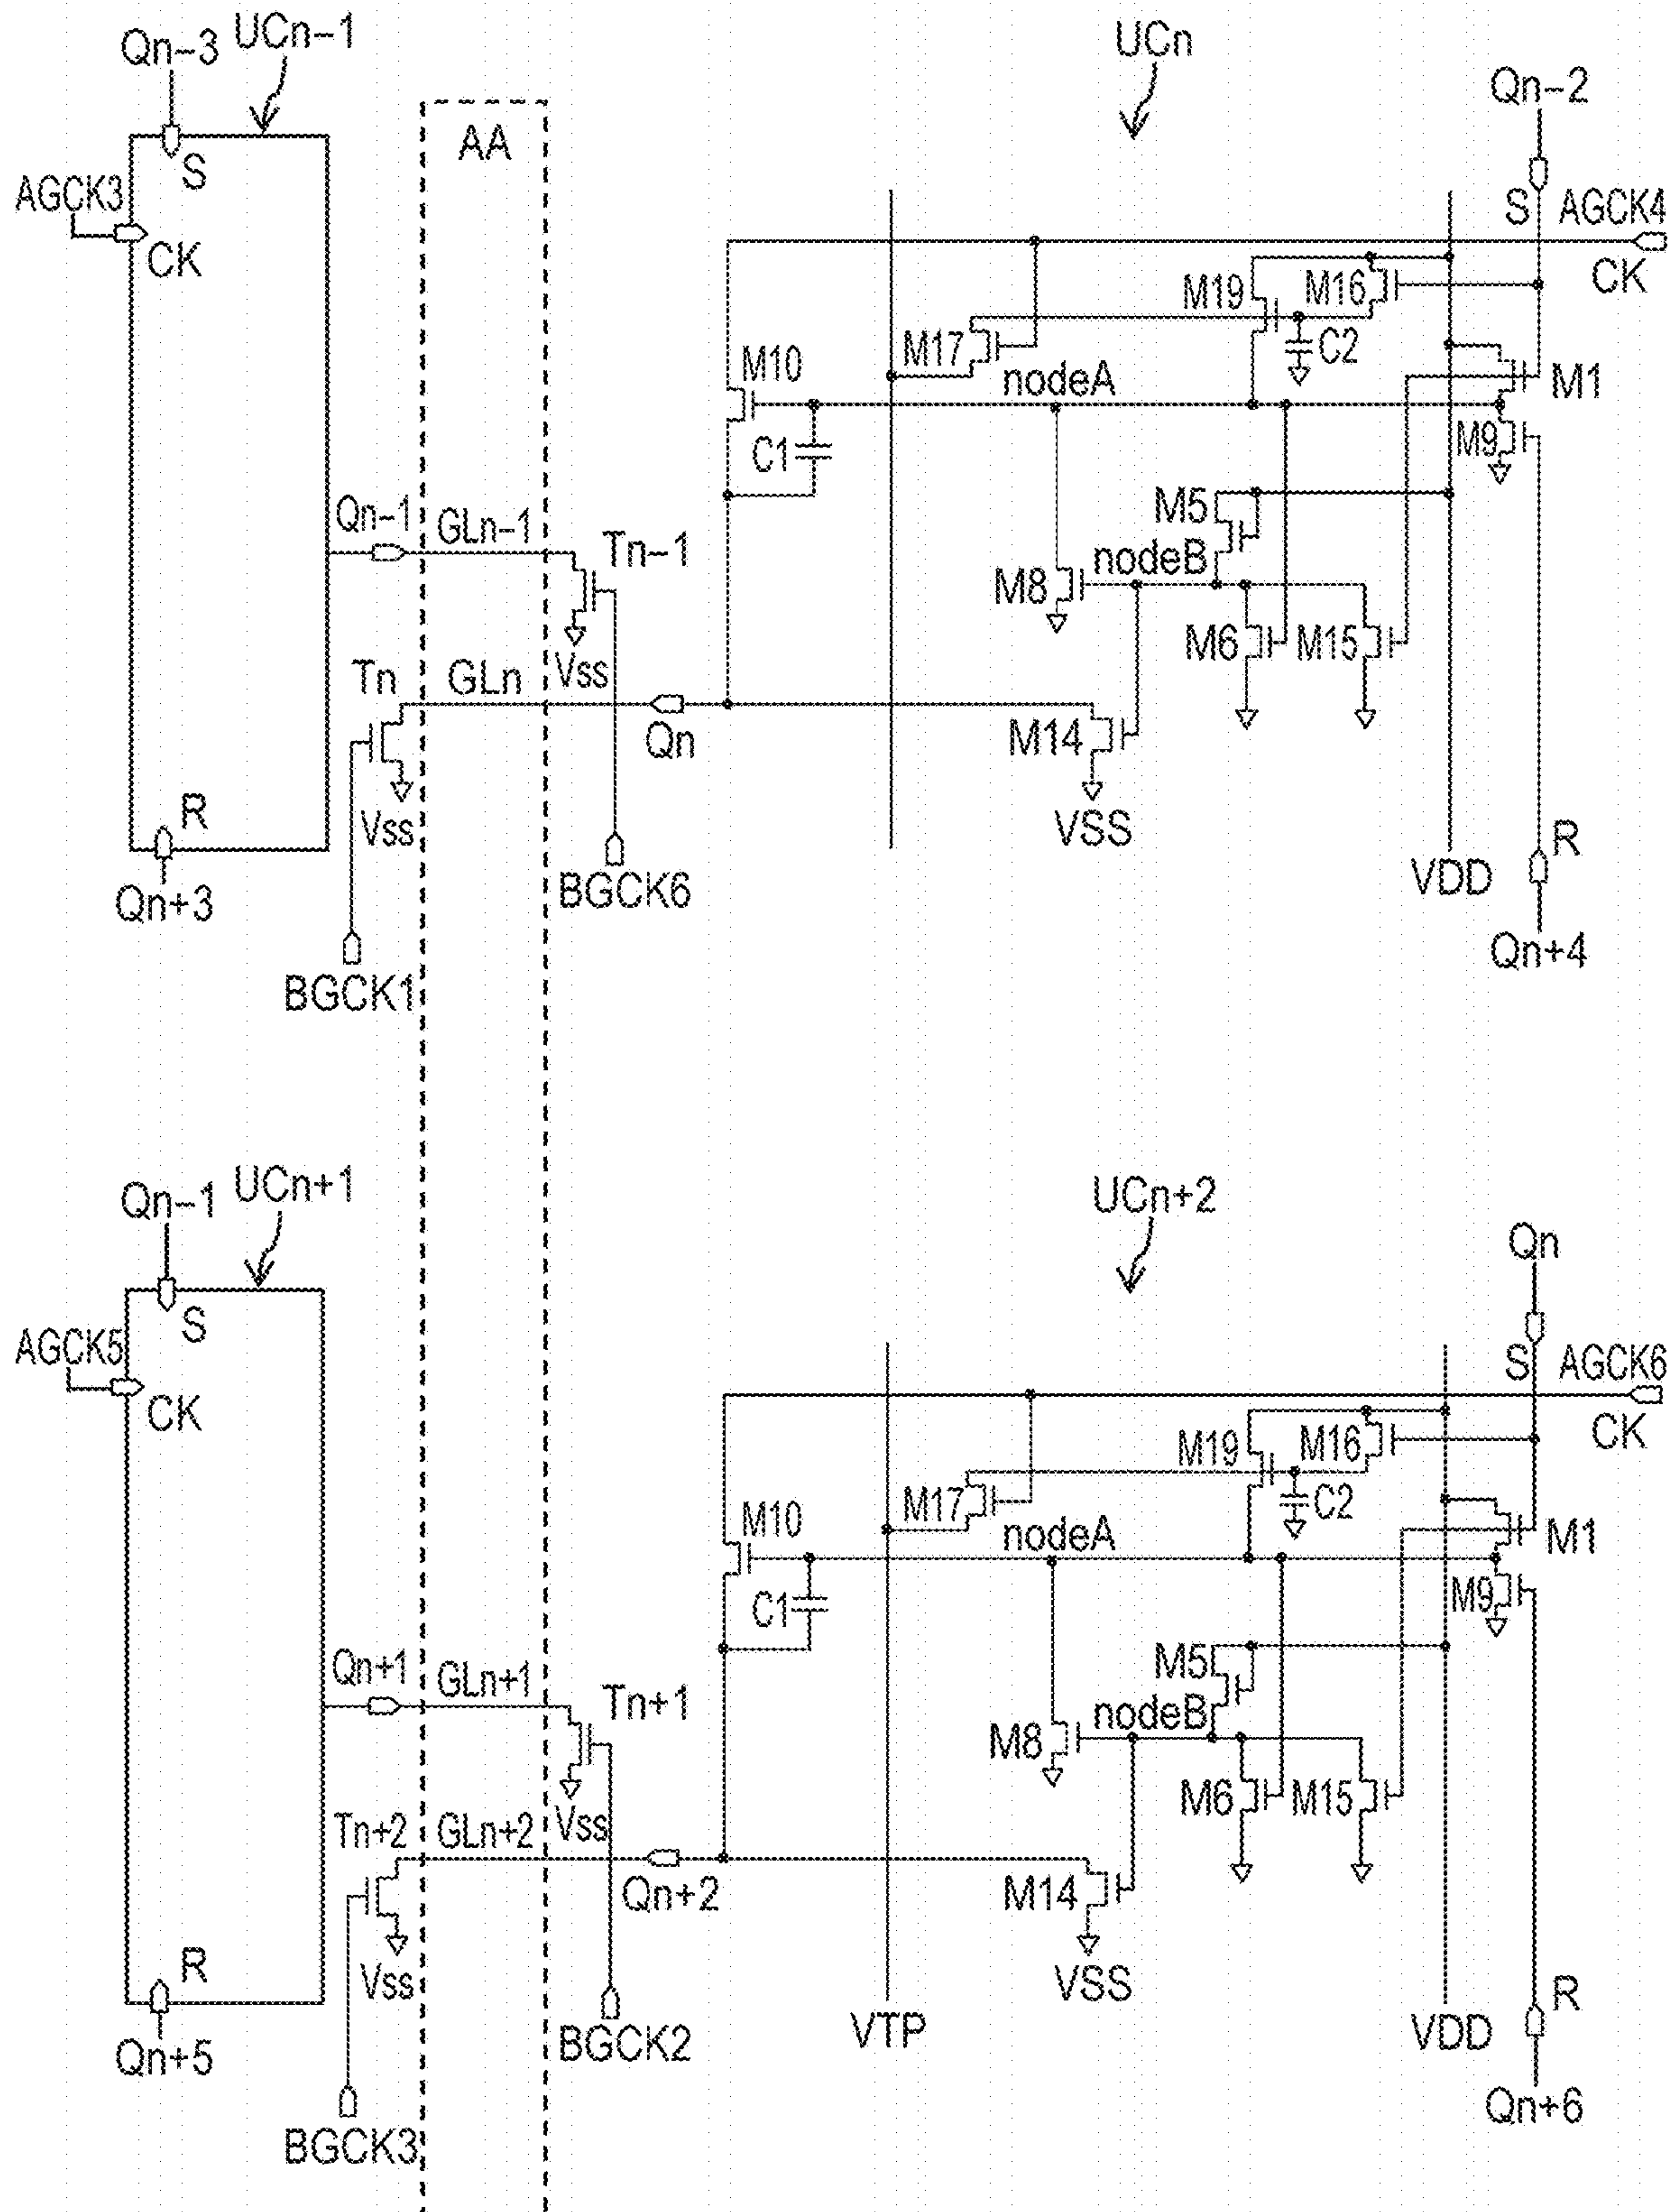 Qn-3
UCn-1
UCn
Qn-2
AA
S
AGCK3
CK
S
AGCK4
CK
M19
M16
M17
C2
M10
nodeA
M1
C1
M9
Qn-1
GLn-1
Tn-1
M5
nodeB
M8
M6
M15
Vss
Tn
GLn
Qn
M14
Vss
VSS
R
R
VDD
Qn+3
BGCK6
Qn+4
BGCK1
Qn-1
UCn+1
UCn+2
Qn
S
AGCK5
CK
S
AGCK6
CK
M19
M16
M17
C2
M10
nodeA
M1
C1
M9
Qn+1
GLn+1
Tn+1
M5
nodeB
M8
M6
M15
Vss
Tn+2
GLn+2
Qn+2
M14
Vss
VSS
R
R
VTP
VDD
Qn+5
BGCK2
Qn+6
BGCK3